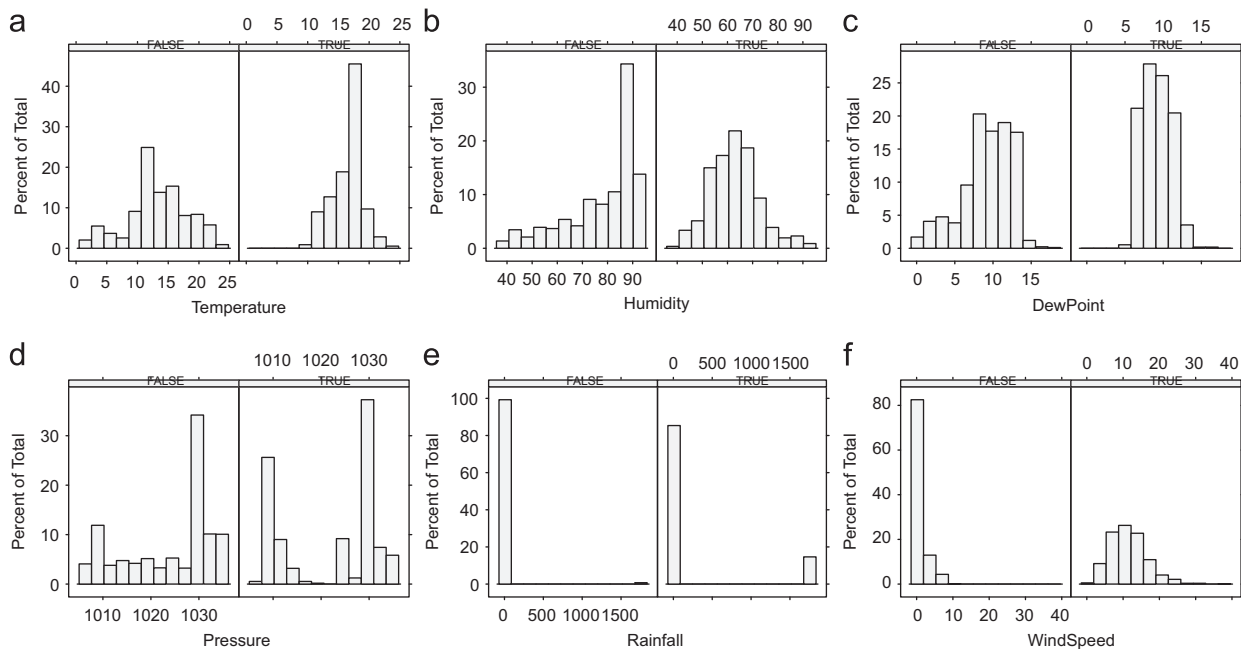 a
0 5 10 15 20 25
FALSE TRUE
Percent of Total
40
30
20
10
0
0 5 10 15 20 25
Temperature
b
40 50 60 70 80 90
FALSE TRUE
Percent of Total
30
20
10
0
40 50 60 70 80 90
Humidity
c
0 5 10 15
FALSE TRUE
Percent of Total
25
20
15
10
5
0
0 5 10 15
DewPoint
d
1010 1020 1030
FALSE TRUE
Percent of Total
30
20
10
0
1010 1020 1030
Pressure
e
0 500 1000 1500
FALSE TRUE
Percent of Total
100
80
60
40
20
0
0 500 1000 1500
Rainfall
f
0 10 20 30 40
FALSE TRUE
Percent of Total
80
60
40
20
0
0 10 20 30 40
WindSpeed